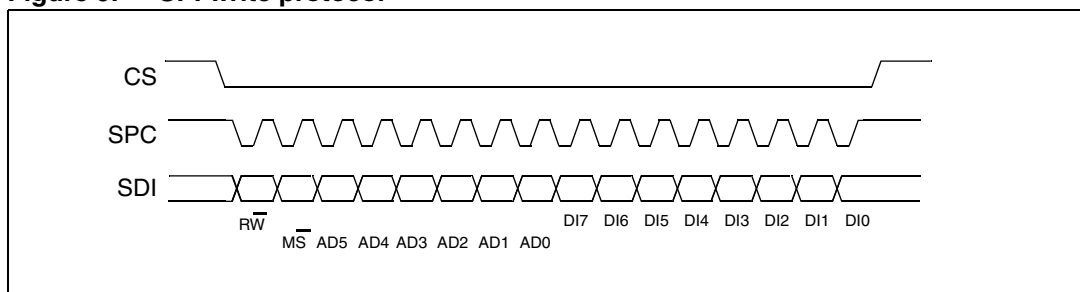 CS
SPC
SDI
RW DI7 DI6 DI5 DI4 DI3 DI2 DI1 DI0
MS AD5 AD4 AD3 AD2 AD1 AD0